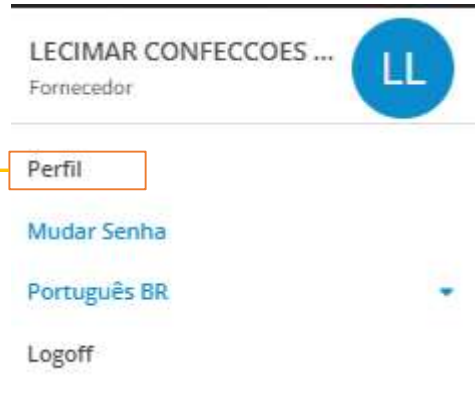 LECIMAR CONFECCOES ...
LL
Fornecedor
Perfil
Mudar Senha
Português BR
Logoff